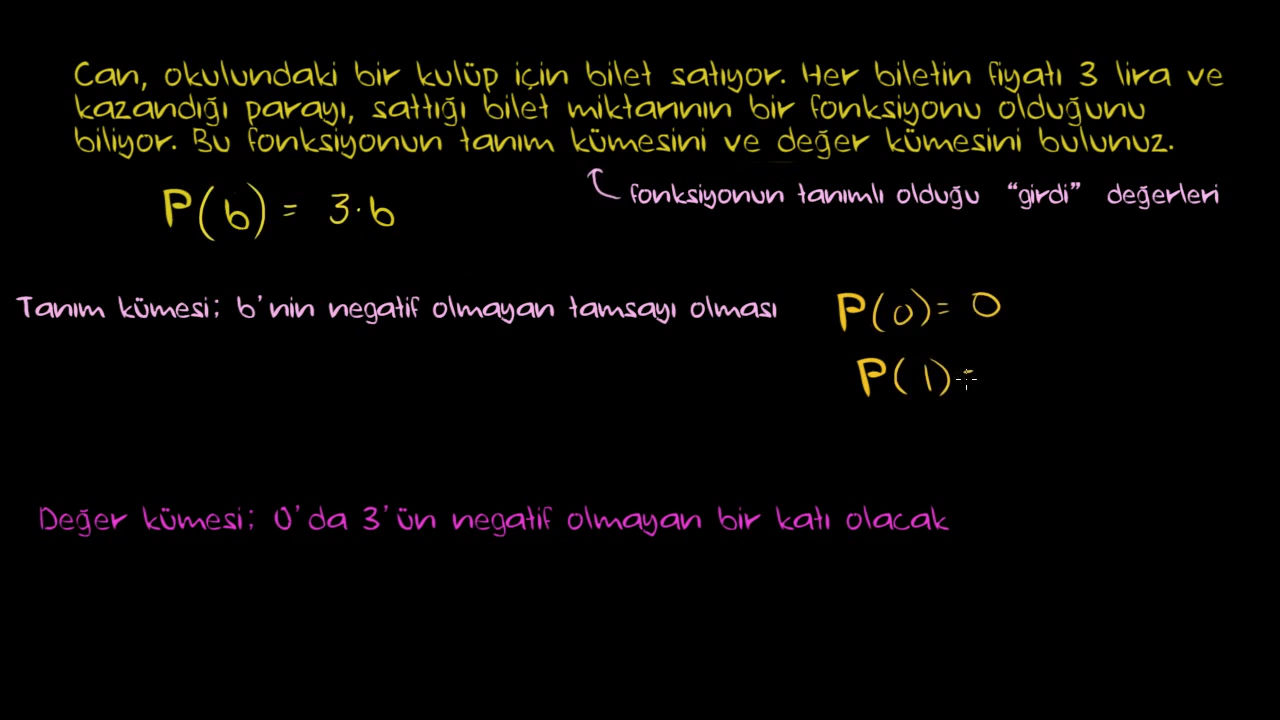 Can, okulundaki bir kulüp için bilet satıyor. Her biletin fiyatı 3 lira ve
kazandığı parayı, sattığı bilet miktarının bir fonksiyonu olduğunu
biliyor. Bu fonksiyonun tanım kümesini ve değer kümesini bulunuz.
fonksiyonun tanımlı olduğu "girdi" değerleri
P(b) = 3·b
Tanım kümesi; b'nin negatif olmayan tamsayı olması
P(0) = 0
P(1) =
Değer kümesi; O'da 3'ün negatif olmayan bir katı olacak